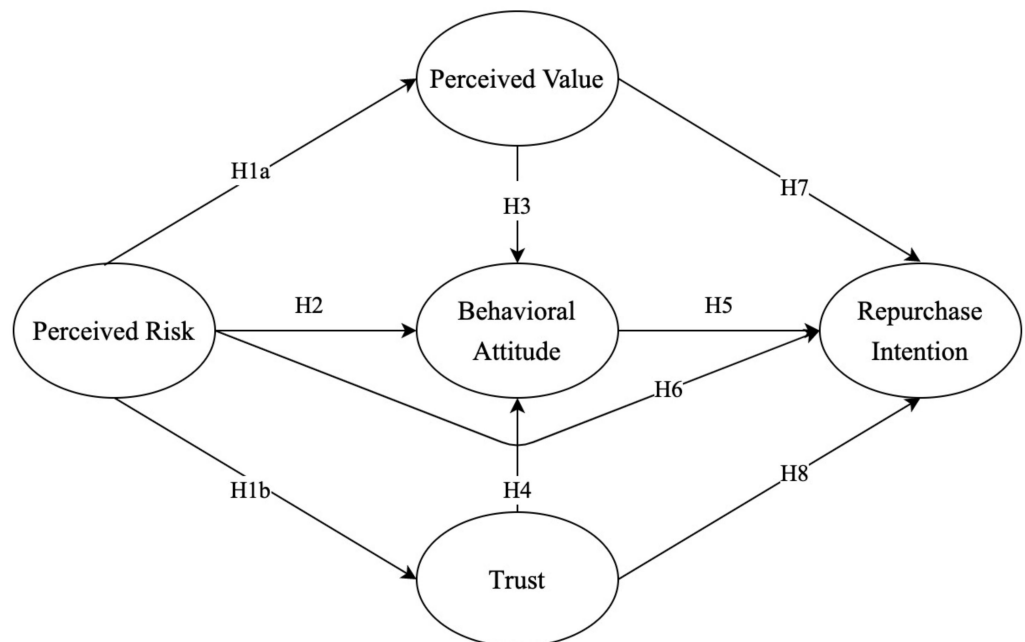 Perceived Value
H1a
H7
H3
Perceived Risk
H2
Behavioral
Attitude
H5
Repurchase
Intention
H6
H1b
H4
H8
Trust